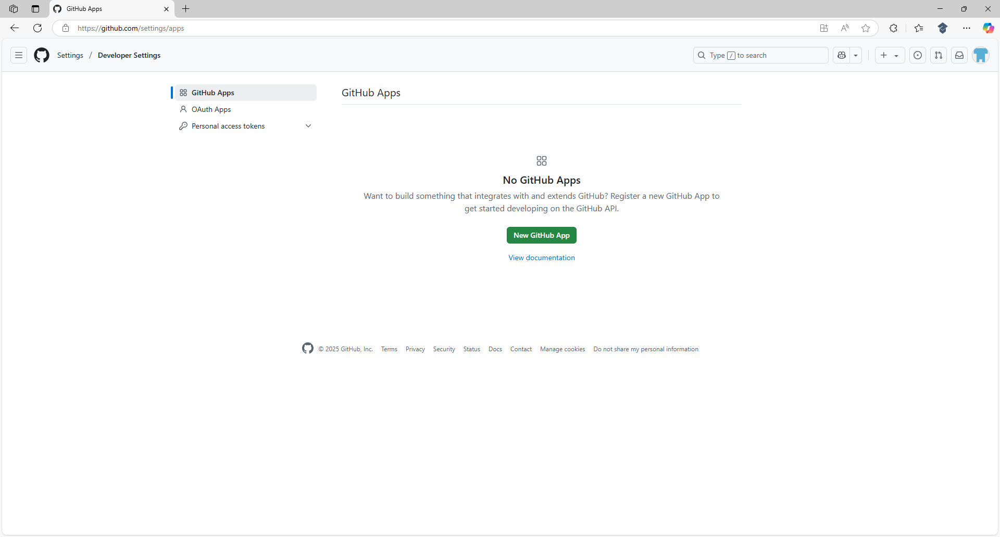 GitHub Apps
https://github.com/settings/apps
Settings / Developer Settings
Type / to search
GitHub Apps
OAuth Apps
Personal access tokens
GitHub Apps
No GitHub Apps
Want to build something that integrates with and extends GitHub? Register a new GitHub App to
get started developing on the GitHub API.
New GitHub App
View documentation
© 2025 GitHub, Inc. Terms Privacy Security Status Docs Contact Manage cookies Do not share my personal information